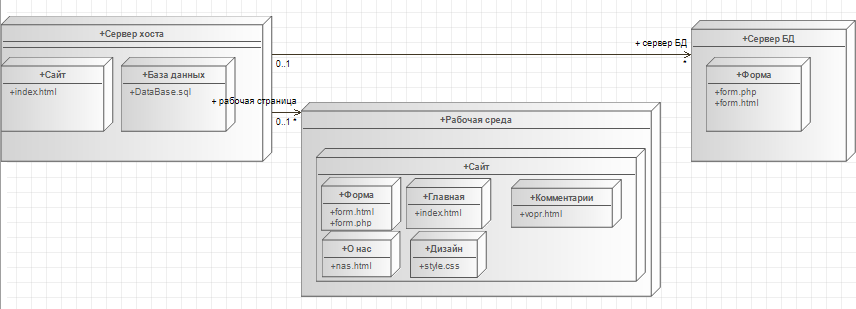 +Сервер хоста
+Сайт
+index.html
+База данных
+DataBase.sql
0..1
+ сервер БД
*
+Сервер БД
+Форма
+form.php
+form.html
+ рабочая страница
0..1 *
+Рабочая среда
+Сайт
+Форма
+form.html
+form.php
+Главная
+index.html
+Комментарии
+vopr.html
+О нас
+nas.html
+Дизайн
+style.css